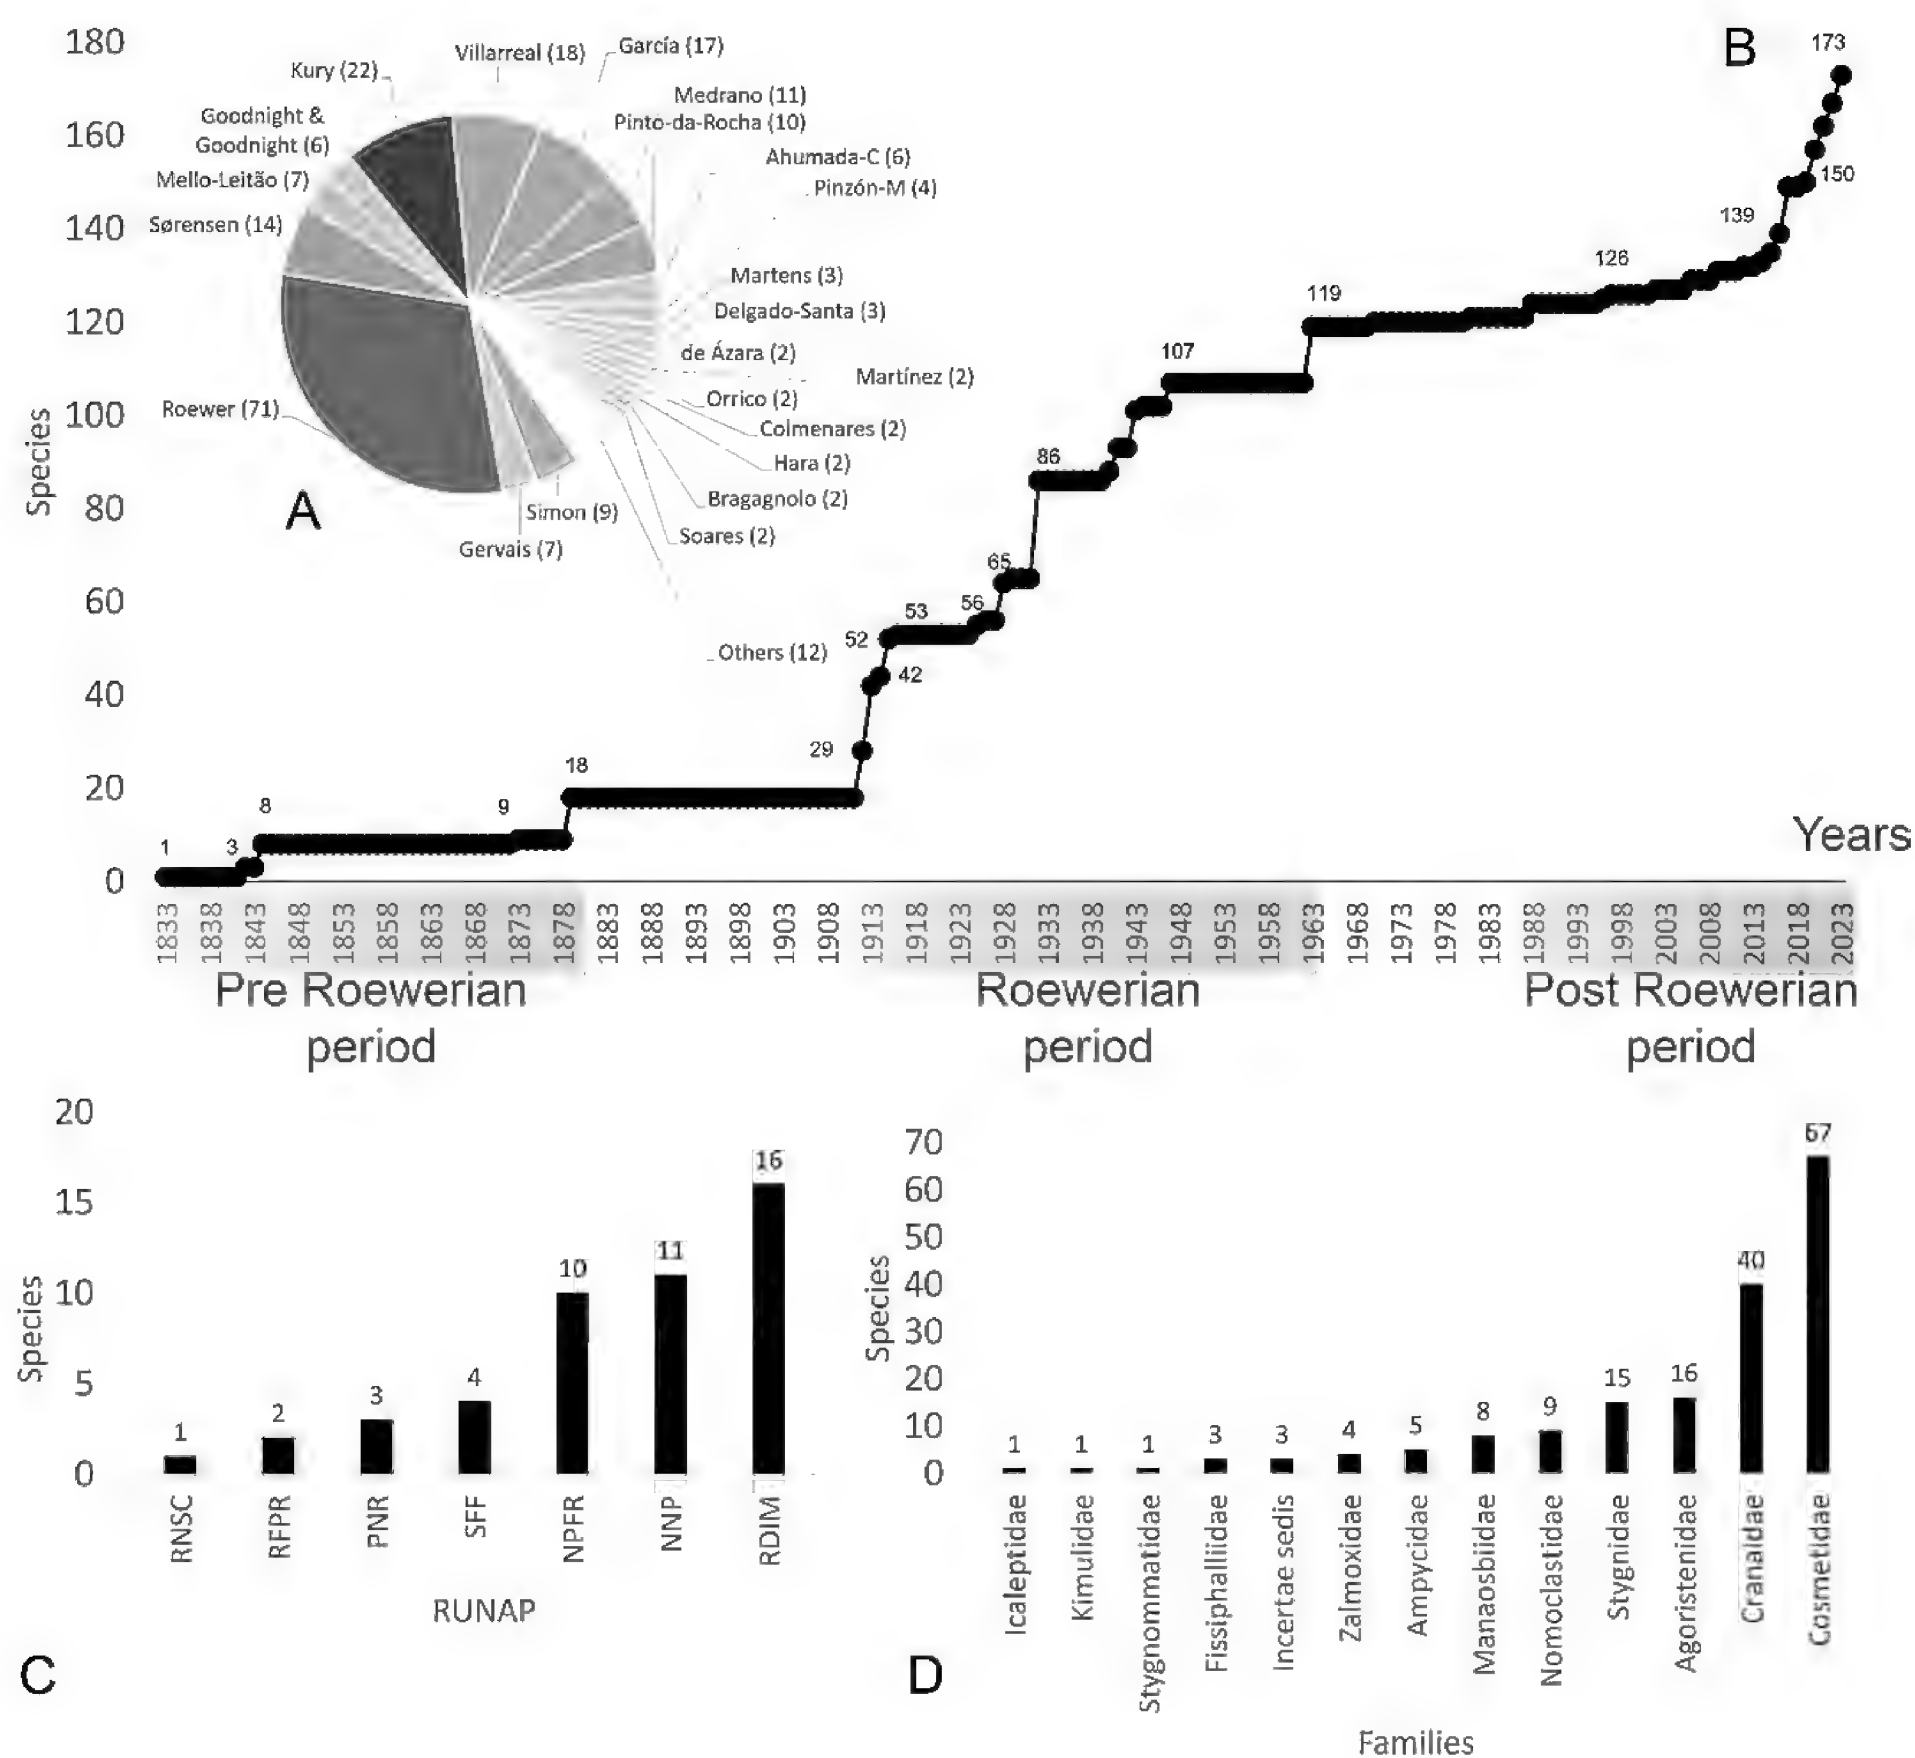 180
160
140
120
100
80
60
40
20
0
Species
Kury (22)
Villarreal (18)
García (17)
Goodnight &
Goodnight (6)
Medrano (11)
Pinto-da-Rocha (10)
Mello-Leitão (7)
Ahumada-C (6)
Pinzón-M (4)
Sørensen (14)
Martens (3)
Delgado-Santa (3)
de Ázara (2)
Martínez (2)
Roewer (71)
Orrico (2)
Colmenares (2)
Hara (2)
Bragagnolo (2)
Simon (9)
Soares (2)
Gervais (7)
Others (12)
A
B
1
3
8
9
18
29
42
52
53
56
65
86
107
119
126
139
150
173
Years
1833 1838 1843 1848 1853 1858 1863 1868 1873 1878 1883 1888 1893 1898 1903 1908 1913 1918 1923 1928 1933 1938 1943 1948 1953 1958 1963 1968 1973 1978 1983 1988 1993 1998 2003 2008 2013 2018 2023
Pre Roewerian
period
Roewerian
period
Post Roewerian
period
20
15
10
5
0
Species
1 2 3 4 10 11 16
RNSC RFPR PNR SFF NPFR NNP RDIM
RUNAP
C
70
60
50
40
30
20
10
0
Species
1 1 1 3 3 4 5 8 9 15 16 40 67
Icaleptidae Kimulidae Stygnommatidae Fissiphalliidae Incertae sedis Zalmoxidae Ampycidae Manaosbiidae Nomoclastidae Stygnidae Agoristenidae Cranaidae Cosmetidae
Families
D